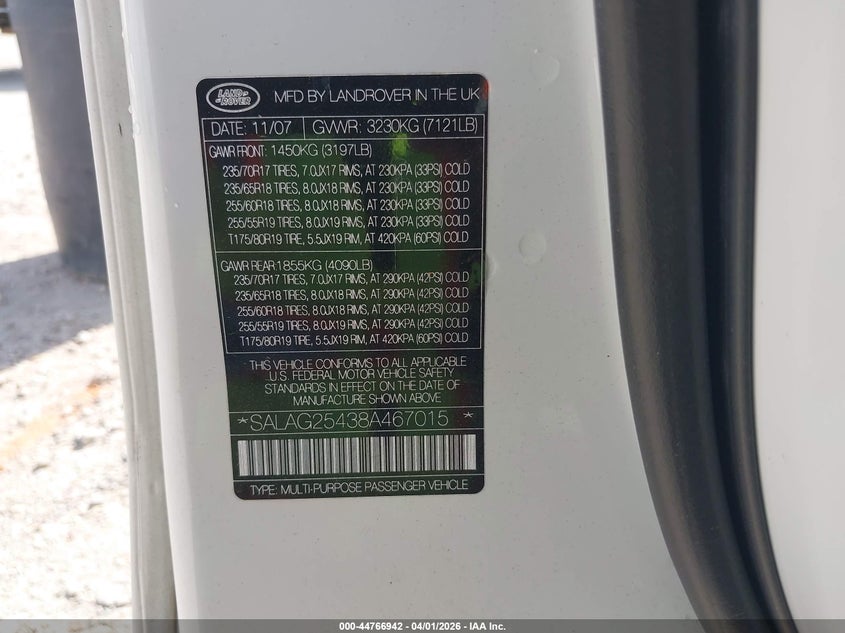 LAND ROVER
MFD BY LANDROVER IN THE UK
DATE: 11/07 GVWR: 3230KG (7121LB)
GAWR FRONT: 1450KG (3197LB)
235/70R17 TIRES, 7.0JX17 RIMS, AT 230KPA (33PSI) COLD
235/65R18 TIRES, 8.0JX18 RIMS, AT 230KPA (33PSI) COLD
255/60R18 TIRES, 8.0JX18 RIMS, AT 230KPA (33PSI) COLD
255/55R19 TIRES, 8.0JX19 RIMS, AT 230KPA (33PSI) COLD
T175/80R19 TIRE, 5.5JX19 RIM, AT 420KPA (60PSI) COLD
GAWR REAR:1855KG (4090LB)
235/70R17 TIRES, 7.0JX17 RIMS, AT 290KPA (42PSI) COLD
235/65R18 TIRES, 8.0JX18 RIMS, AT 290KPA (42PSI) COLD
255/60R18 TIRES, 8.0JX18 RIMS, AT 290KPA (42PSI) COLD
255/55R19 TIRES, 8.0JX19 RIMS, AT 290KPA (42PSI) COLD
T175/80R19 TIRE, 5.5JX19 RIM, AT 420KPA (60PSI) COLD
THIS VEHICLE CONFORMS TO ALL APPLICABLE
U.S. FEDERAL MOTOR VEHICLE SAFETY
STANDARDS IN EFFECT ON THE DATE OF
MANUFACTURE SHOWN ABOVE
*SALAG25438A467015 *
TYPE: MULTI-PURPOSE PASSENGER VEHICLE
000-44766942 - 04/01/2026 - IAA Inc.